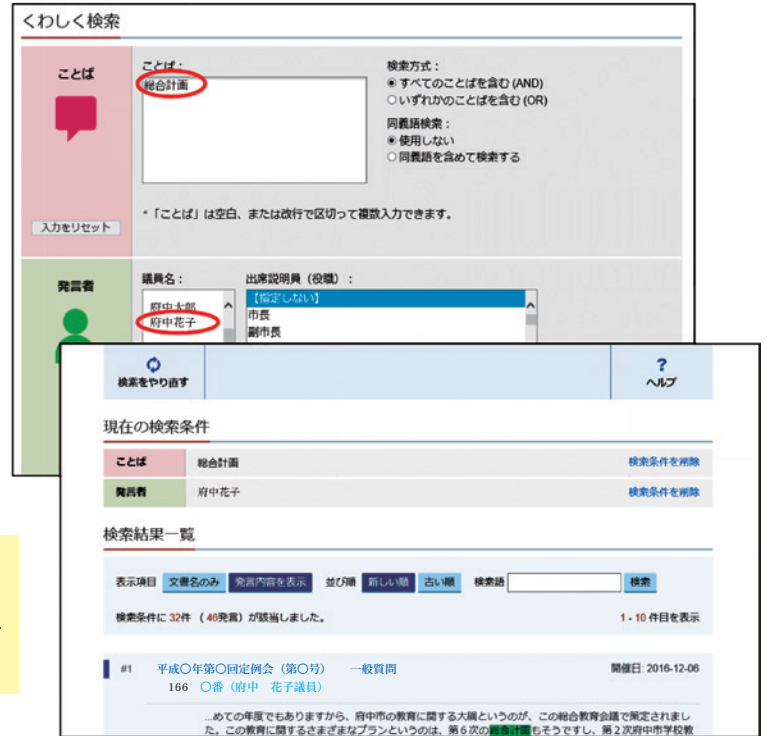 くわしく検索
ことば
ことば：
総合計画
検索方式：
すべてのことばを含む (AND)
いずれかのことばを含む (OR)
同義語検索：
使用しない
同義語を含めて検索する
*「ことば」は空白、または改行で区切って複数入力できます。
入力をリセット
発言者
議員名：
府中太郎
府中花子
出席説明員（役職）：
【指定しない】
市長
副市長
検索をやり直す
?
ヘルプ
現在の検索条件
ことば 総合計画 検索条件を削除
発言者 府中花子 検索条件を削除
検索結果一覧
表示項目 文書名のみ 発言内容を表示 並び順 新しい順 古い順 検索語 検索
検索条件に 32件 （ 46発言）が該当しました。 1 - 10 件目を表示
#1 平成〇年第〇回定例会（第〇号） 一般質問 開催日: 2016-12-06
166 〇番（府中 花子議員）
...めての年度でもありますから、府中市の教育に関する大綱というのが、この総合教育会議で策定されまし
た。この教育に関するさまざまなプランというのは、第６次の総合計画もそうですし、第２次府中市学校教